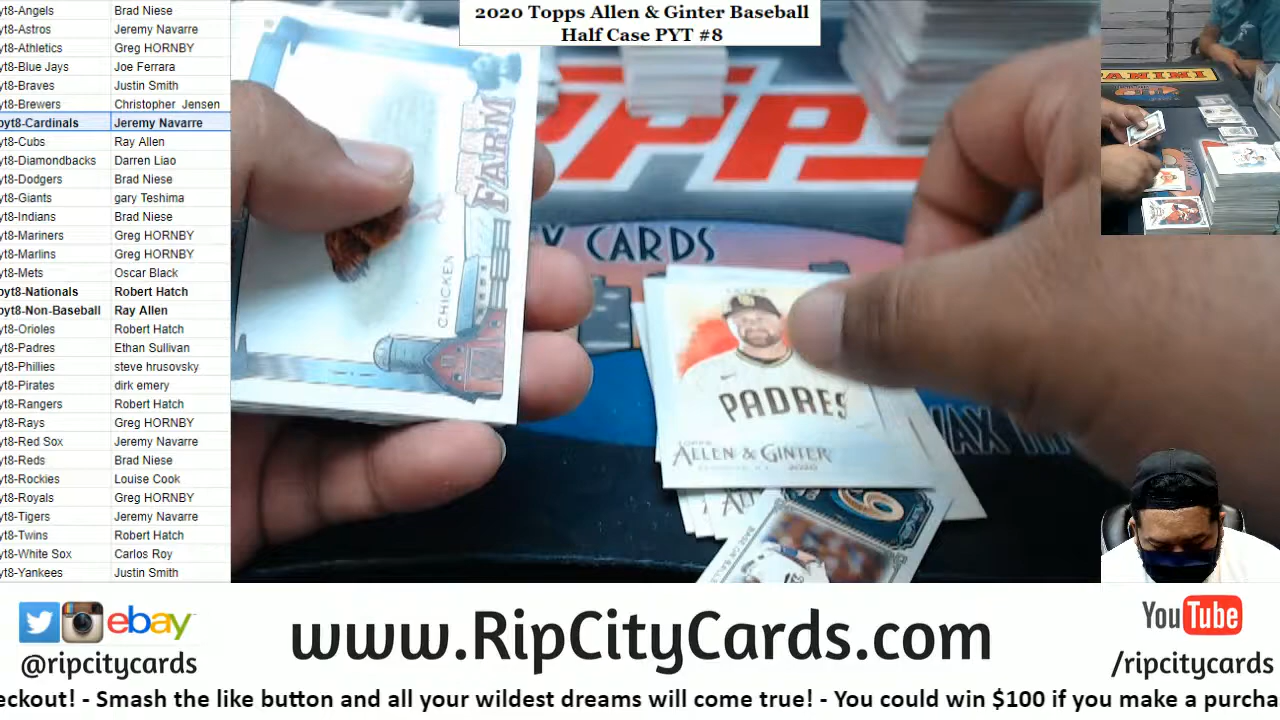 2020 Topps Allen & Ginter Baseball
Half Case PYT #8
yt8-Angels Brad Niese
yt8-Astros Jeremy Navarre
yt8-Athletics Greg HORNBY
yt8-Blue Jays Joe Ferrara
yt8-Braves Justin Smith
yt8-Brewers Christopher Jensen
pyt8-Cardinals Jeremy Navarre
yt8-Cubs Ray Allen
yt8-Diamondbacks Darren Liao
yt8-Dodgers Brad Niese
yt8-Giants gary Teshima
yt8-Indians Brad Niese
yt8-Mariners Greg HORNBY
yt8-Marlins Greg HORNBY
yt8-Mets Oscar Black
pyt8-Nationals Robert Hatch
pyt8-Non-Baseball Ray Allen
yt8-Orioles Robert Hatch
yt8-Padres Ethan Sullivan
yt8-Phillies steve hrusovsky
yt8-Pirates dirk emery
yt8-Rangers Robert Hatch
yt8-Rays Greg HORNBY
yt8-Red Sox Jeremy Navarre
yt8-Reds Brad Niese
yt8-Rockies Louise Cook
yt8-Royals Greg HORNBY
yt8-Tigers Jeremy Navarre
yt8-Twins Robert Hatch
yt8-White Sox Carlos Roy
yt8-Yankees Justin Smith
FARM
CHICKEN
CARDS
PADRES
TOPPS
ALLEN & GINTER
2020
WAX
PANINI
ebay
@ripcitycards
www.RipCityCards.com
YouTube
/ripcitycards
eckout! - Smash the like button and all your wildest dreams will come true! - You could win $100 if you make a purcha